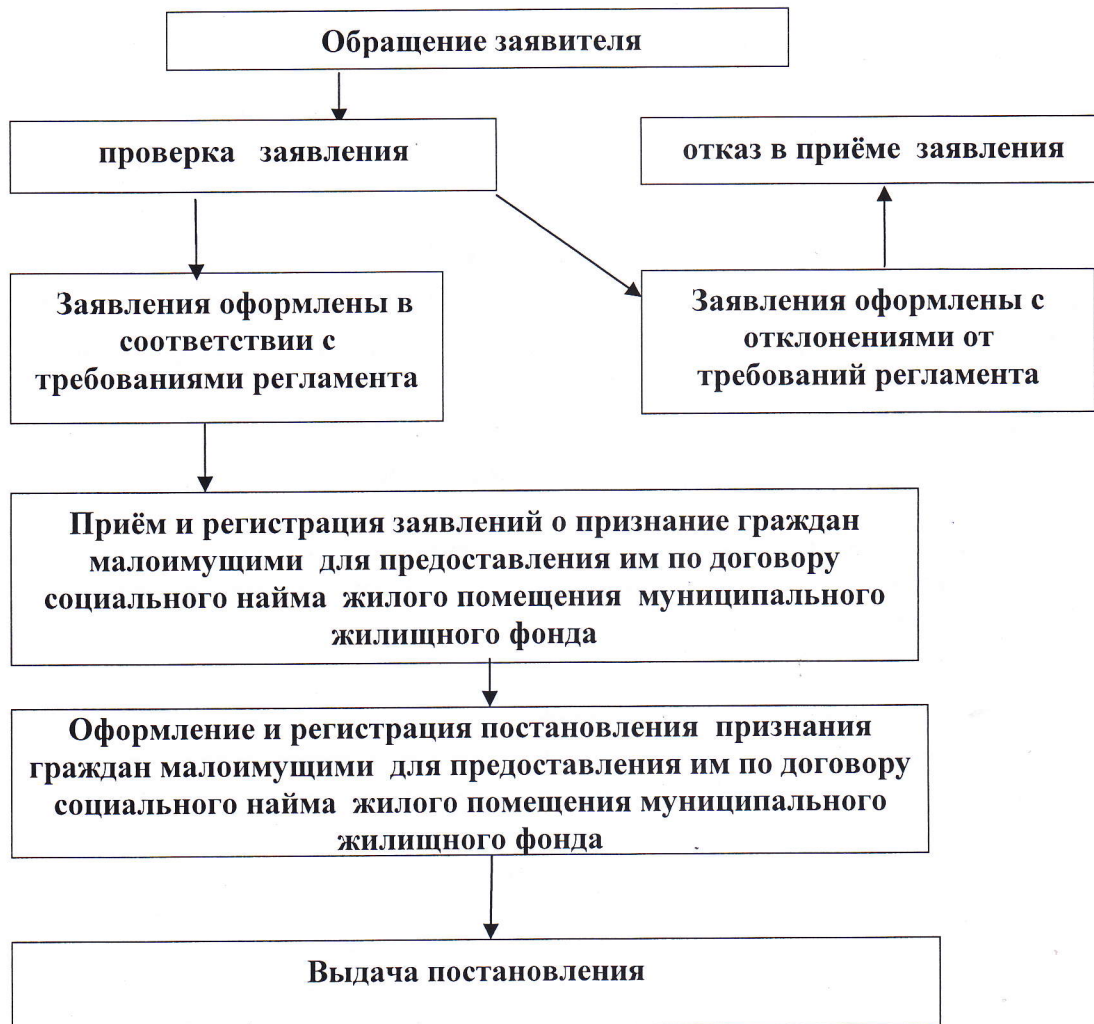 Обращение заявителя
проверка заявления
отказ в приёме заявления
Заявления оформлены в
соответствии с
требованиями регламента
Заявления оформлены с
отклонениями от
требований регламента
Приём и регистрация заявлений о признание граждан
малоимущими для предоставления им по договору
социального найма жилого помещения муниципального
жилищного фонда
Оформление и регистрация постановления признания
граждан малоимущими для предоставления им по договору
социального найма жилого помещения муниципального
жилищного фонда
Выдача постановления